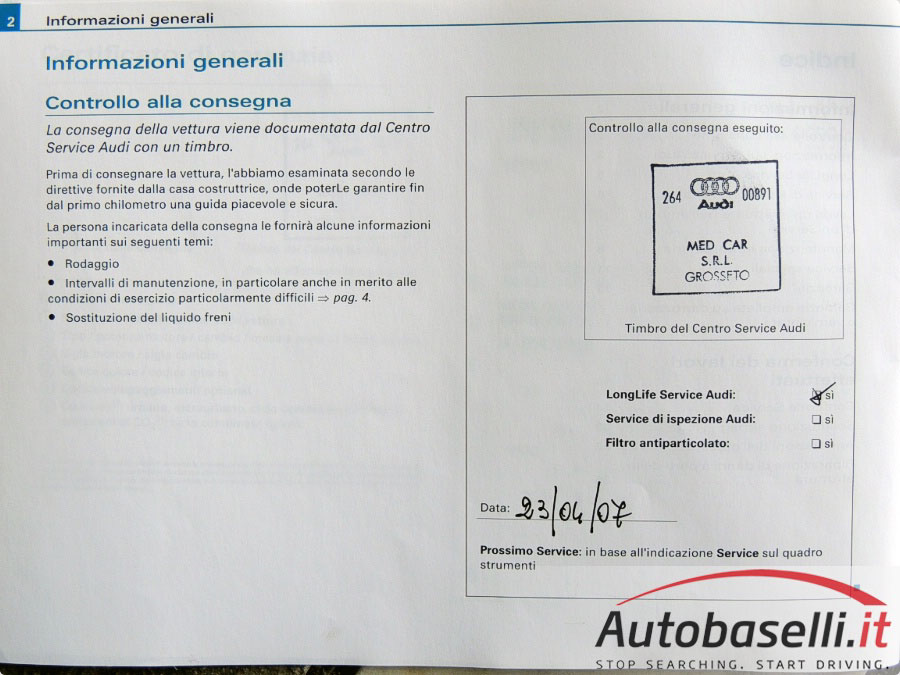 2 Informazioni generali
Informazioni generali
Controllo alla consegna
La consegna della vettura viene documentata dal Centro
Service Audi con un timbro.
Prima di consegnare la vettura, l'abbiamo esaminata secondo le
direttive fornite dalla casa costruttrice, onde poterLe garantire fin
dal primo chilometro una guida piacevole e sicura.
La persona incaricata della consegna le fornirà alcune informazioni
importanti sui seguenti temi:
• Rodaggio
• Intervalli di manutenzione, in particolare anche in merito alle
condizioni di esercizio particolarmente difficili ⇒ pag. 4.
• Sostituzione del liquido freni
Controllo alla consegna eseguito:
264 00891
Audi
MED CAR
S.R.L.
GROSSETO
Timbro del Centro Service Audi
LongLife Service Audi: sì
Service di ispezione Audi: ❏ sì
Filtro antiparticolato: ❏ sì
Data: 23/04/07
Prossimo Service: in base all'indicazione Service sul quadro
strumenti
Autobaselli.it
STOP SEARCHING. START DRIVING.